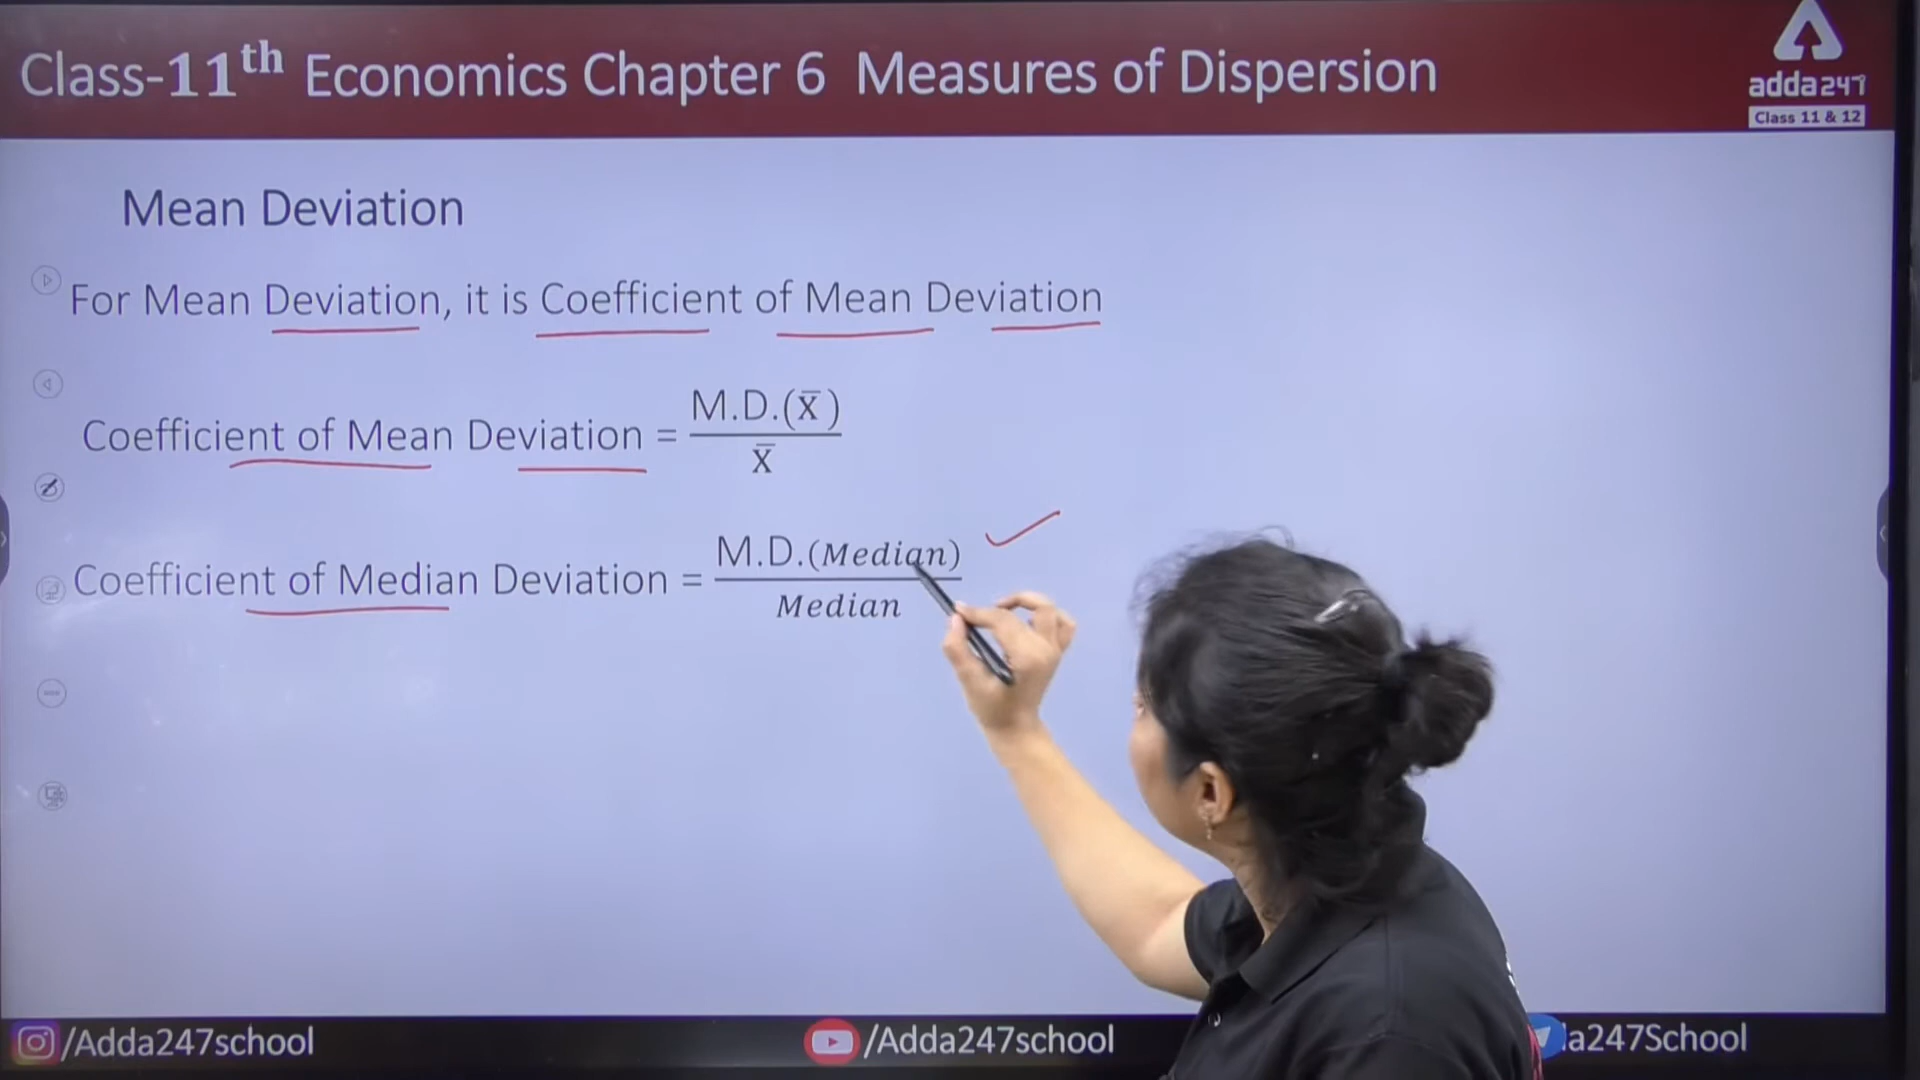 Class-11th Economics Chapter 6 Measures of Dispersion
adda247
Class 11 & 12
Mean Deviation
For Mean Deviation, it is Coefficient of Mean Deviation
Coefficient of Mean Deviation = M.D.(x̄) / x̄
Coefficient of Median Deviation = M.D.(Median) / Median
/Adda247school
/Adda247school
a247School